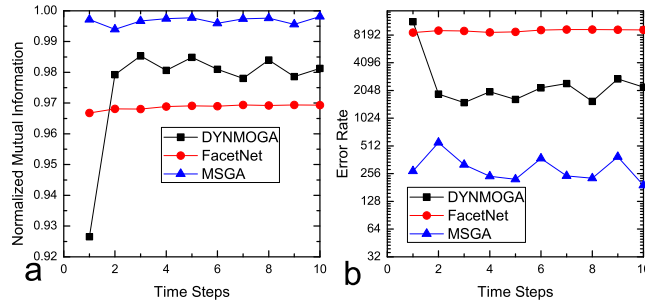 1.00
0.99
0.98
0.97
0.96
0.95
0.94
0.93
0.92
0
2
4
6
8
10
Normalized Mutual Information
Time Steps
DYNMOGA
FacetNet
MSGA
a
8192
4096
2048
1024
512
256
128
64
32
0
2
4
6
8
10
Error Rate
Time Steps
DYNMOGA
FacetNet
MSGA
b